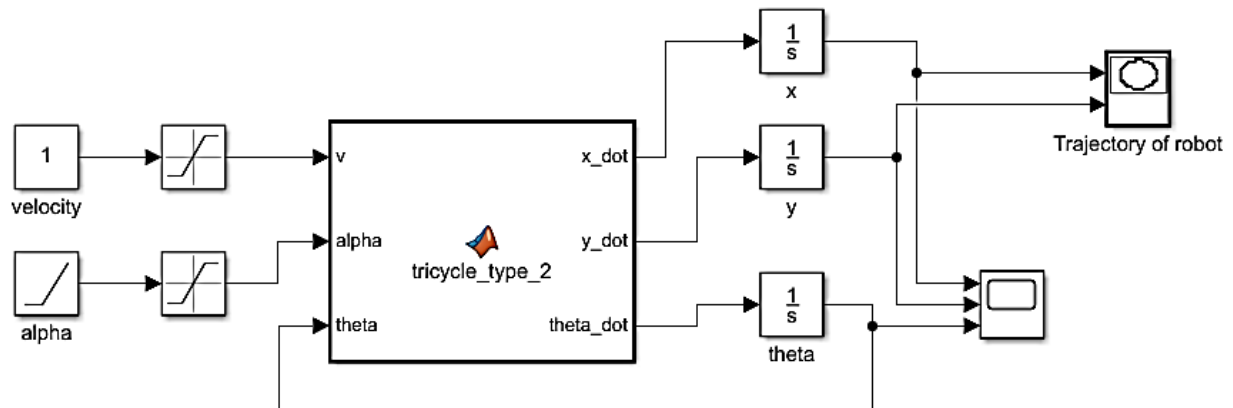 1
s
x
Trajectory of robot
1
velocity
v
x_dot
1
s
y
alpha
y_dot
tricycle_type_2
alpha
theta
theta_dot
1
s
theta